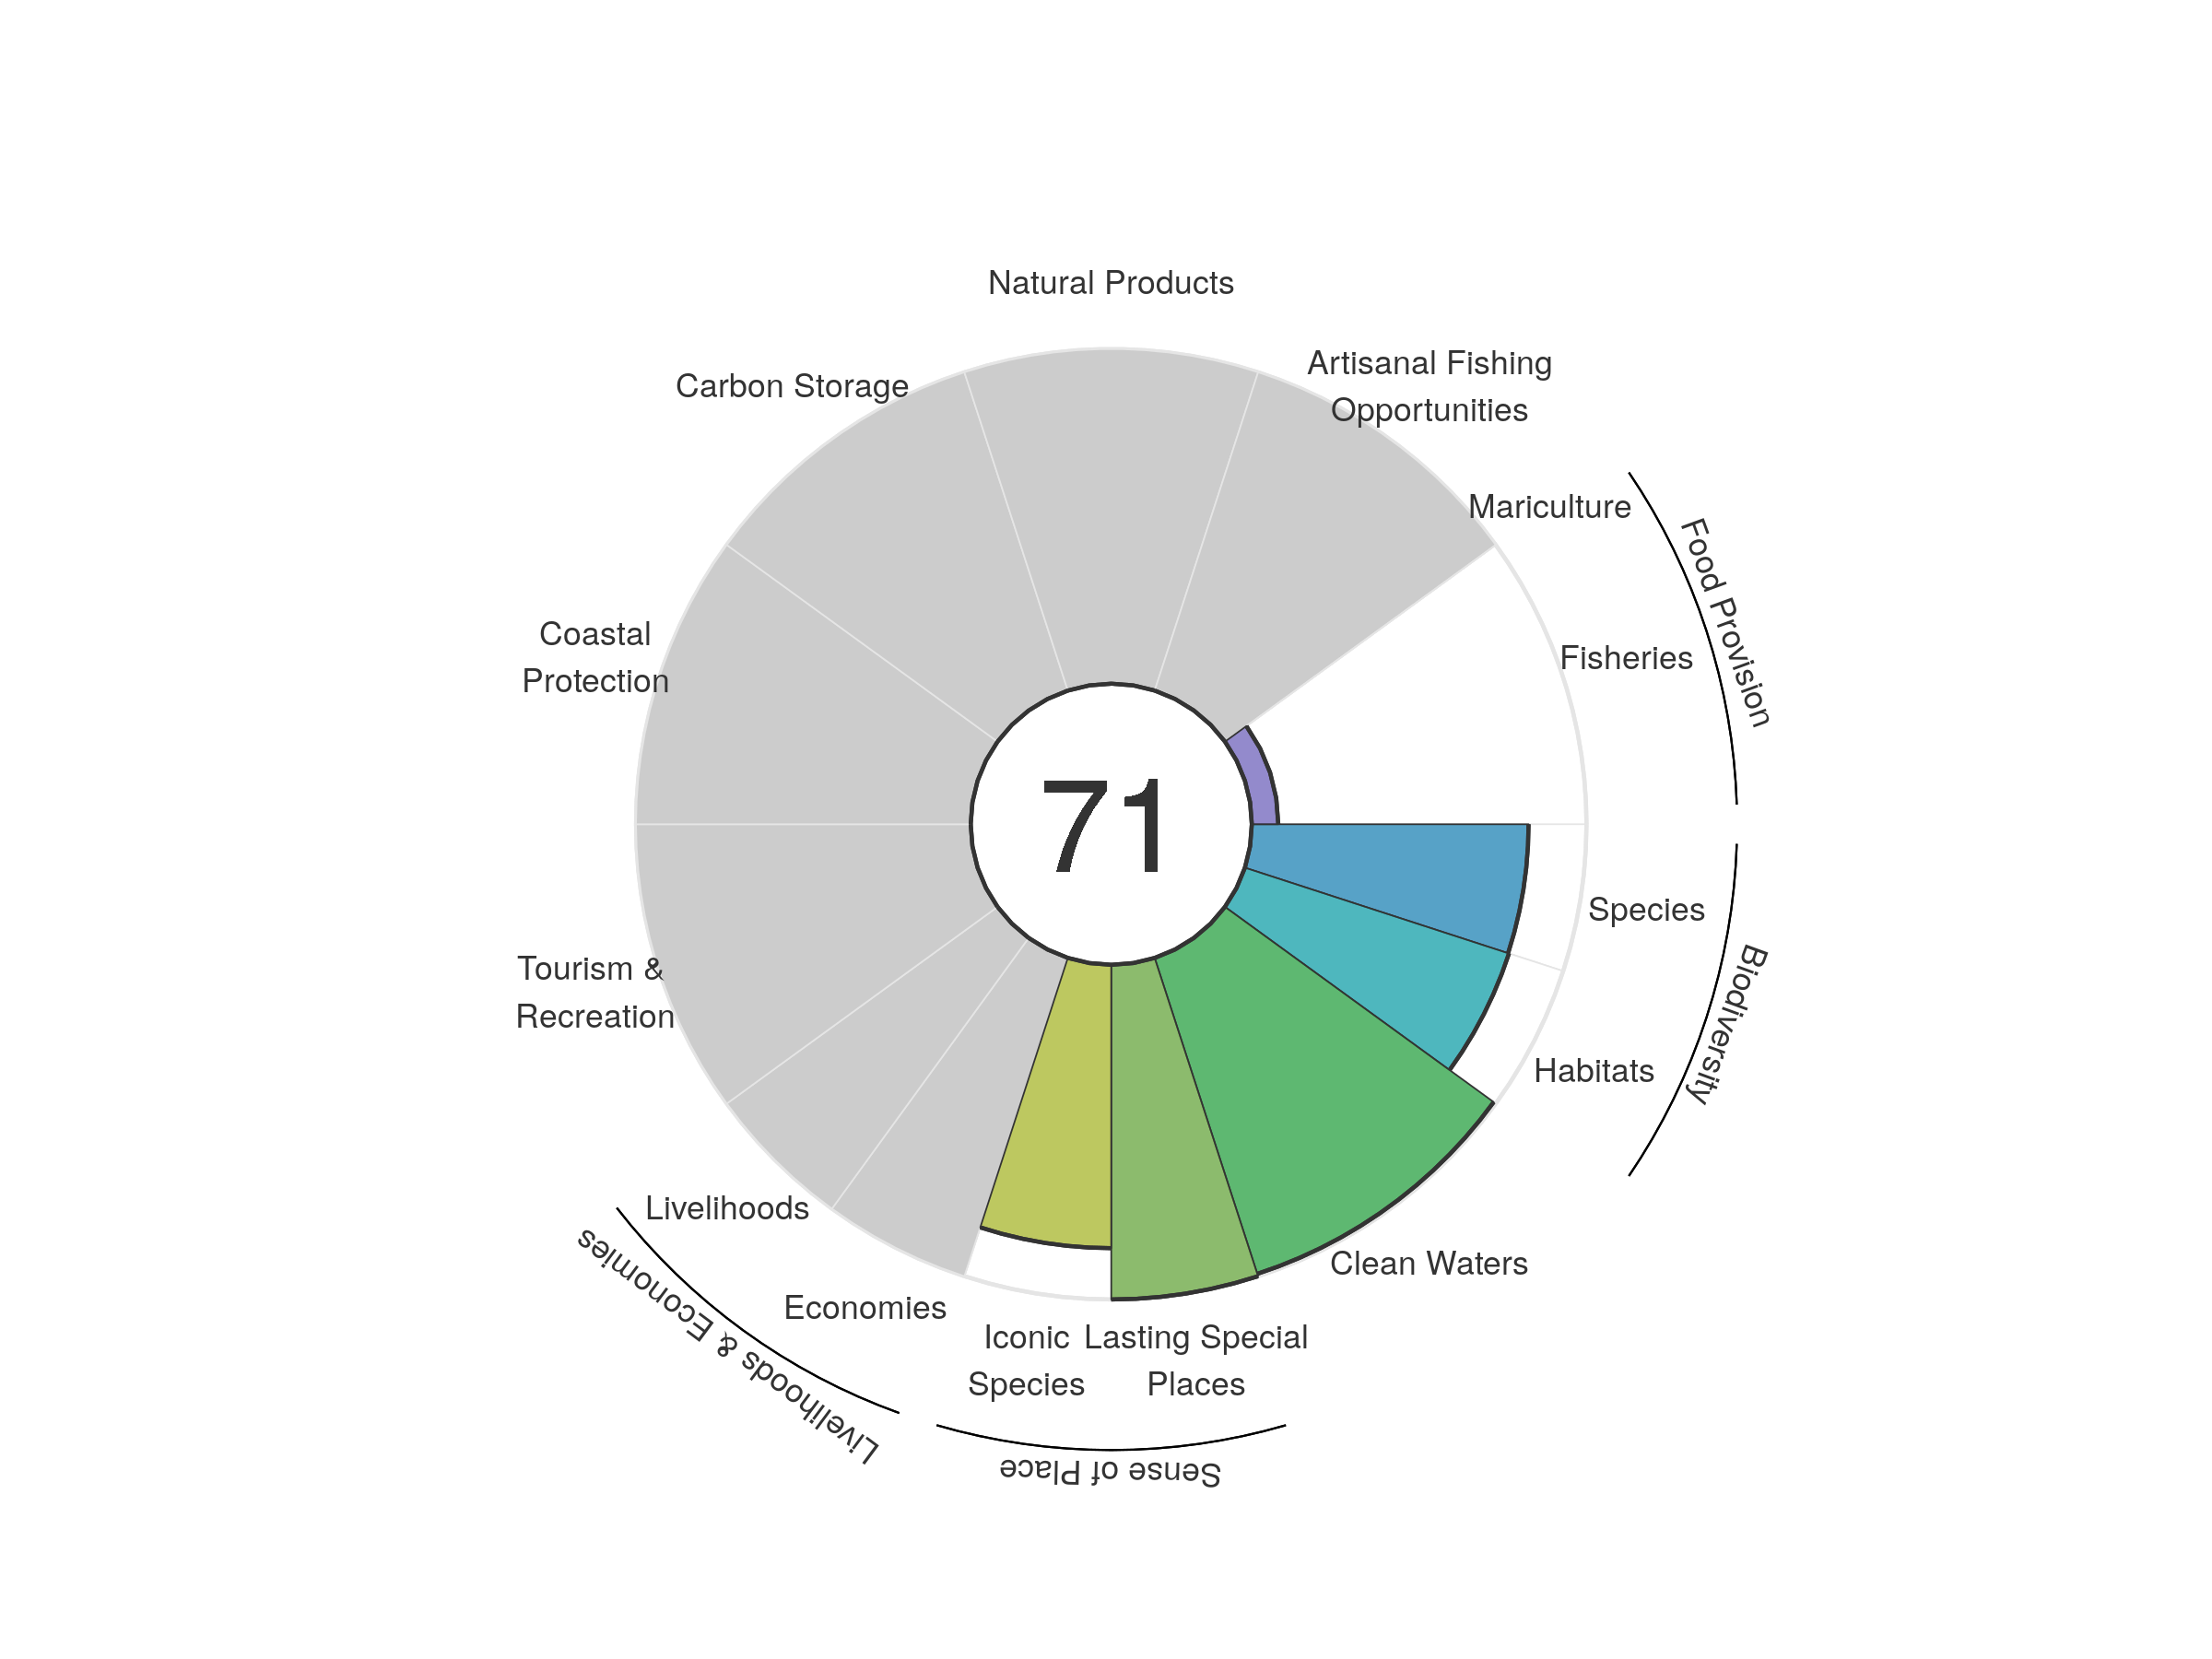 Natural Products
Artisanal Fishing
Opportunities
Carbon Storage
Mariculture
Food Provision
Fisheries
Coastal
Protection
71
Species
Biodiversity
Tourism &
Recreation
Habitats
Livelihoods
Livelihoods & Economies
Clean Waters
Economies
Iconic
Species
Lasting Special
Places
Sense of Place